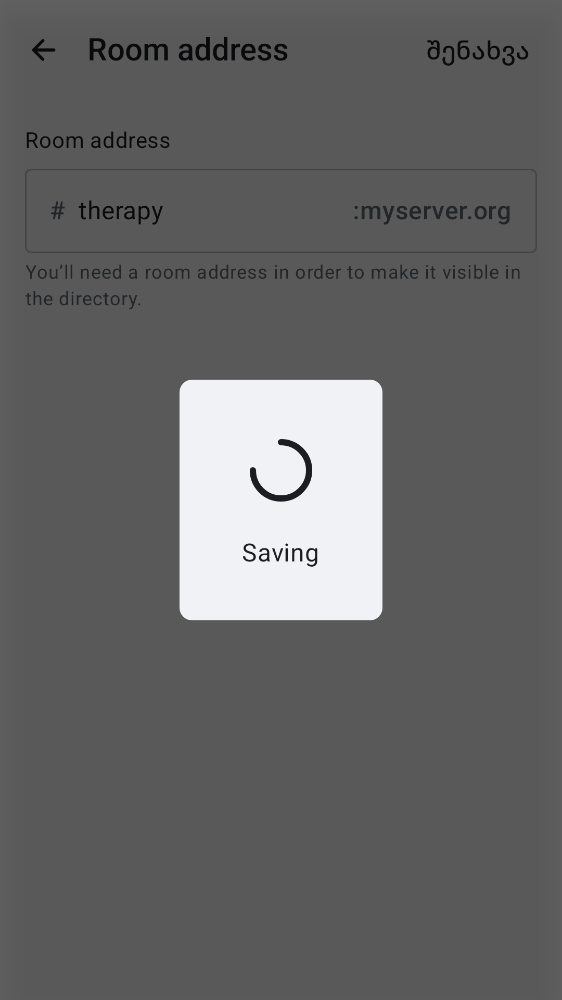 Room address
შენახვა
Room address
# therapy :myserver.org
You'll need a room address in order to make it visible in
the directory.
Saving